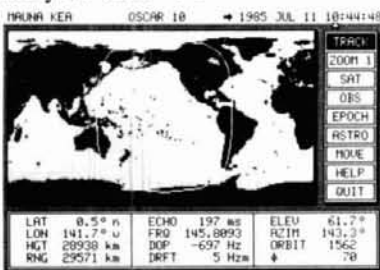 MAUNA KEA OSCAR 10 → 1985 JUL 11 10:44:48
TRACK
ZOOM 1
SAT
OBS
EPOCH
ASTRO
MOVE
HELP
QUIT
LAT 0.5° n ECHO 197 ms ELEV 61.7°
LON 141.7° w FRQ 145.8093 AZIM 143.3°
HGT 28938 km DOP -697 Hz ORBIT 1562
RNG 29571 km DRFT 5 Hzm ϕ 70